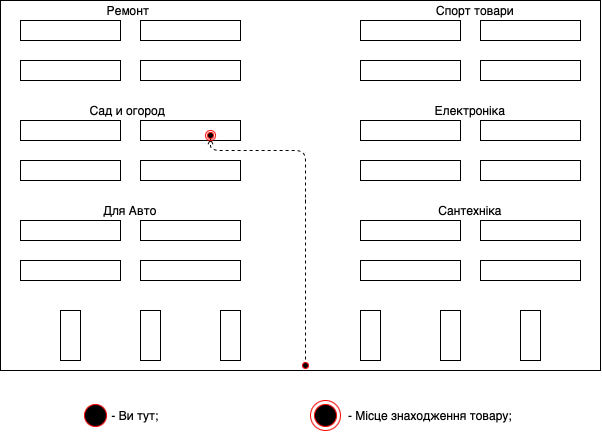 Ремонт
Спорт товари
Сад и огород
Електроніка
Для Авто
Сантехніка
- Ви тут;
- Місце знаходження товару;